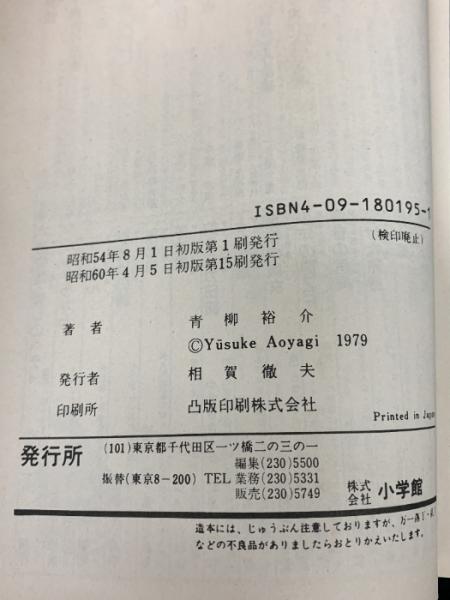 ISBN4-09-180195-1
昭和54年8月1日初版第1刷発行
(検印廃止)
昭和60年4月5日初版第15刷発行
著者 青柳裕介
©Yūsuke Aoyagi 1979
発行者 相賀徹夫
印刷所 凸版印刷株式会社
Printed in Japan
発行所 (101)東京都千代田区一ツ橋二の三の一
編集(230)5500
振替(東京8-200) TEL 業務(230)5331
販売(230)5749
株式会社 小学館
造本には、じゅうぶん注意しておりますが、万一
などの不良品がありましたらおとりかえいたします。